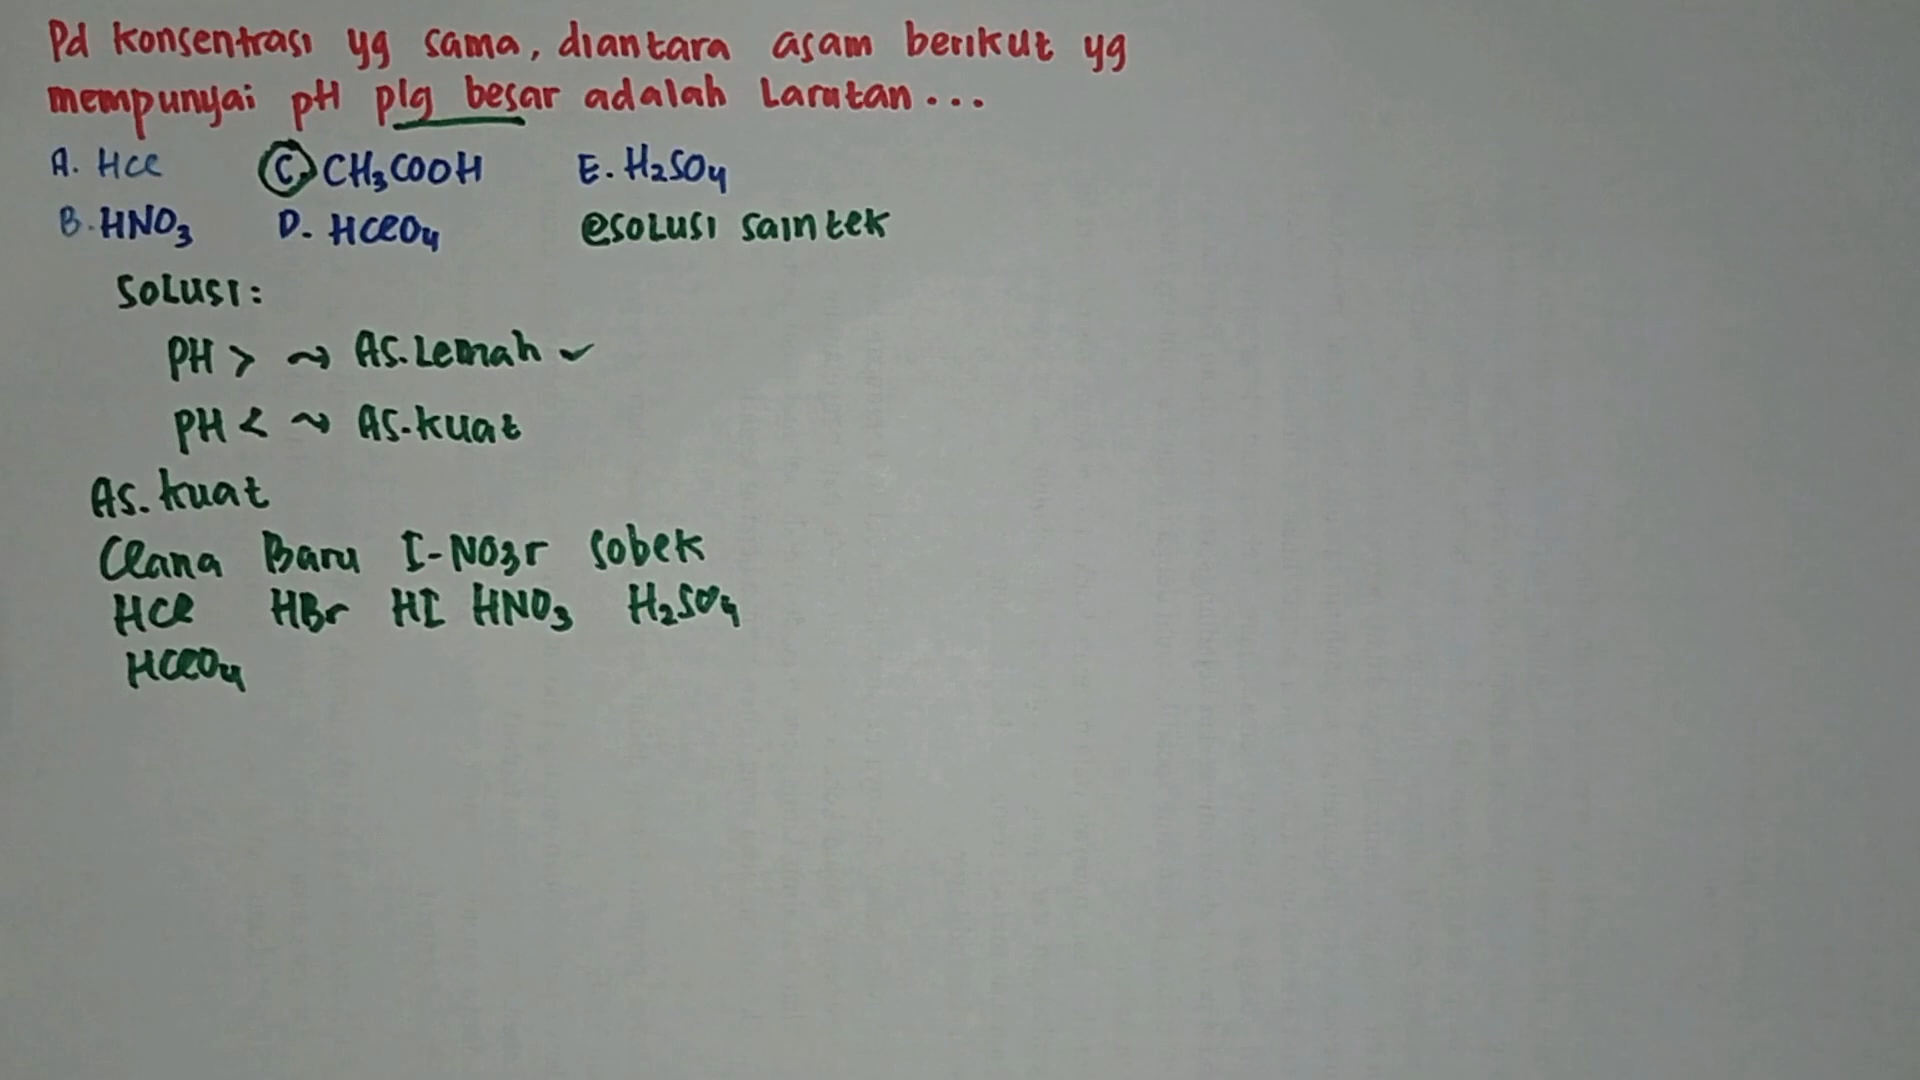 Pd konsentrasi yg sama, diantara asam berikut yg
mempunyai pH plg besar adalah Larutan...
A. HCl C. CH₃COOH E. H₂SO₄
B. HNO₃ D. HClO₄ @SOLUSI Saintek
SOLUSI:
PH > ⤳ AS. Lemah ✓
PH < ⤳ AS. kuat
AS. kuat
Clana Baru I-NO3r Sobek
HCl HBr HI HNO₃ H₂SO₄
HClO₄